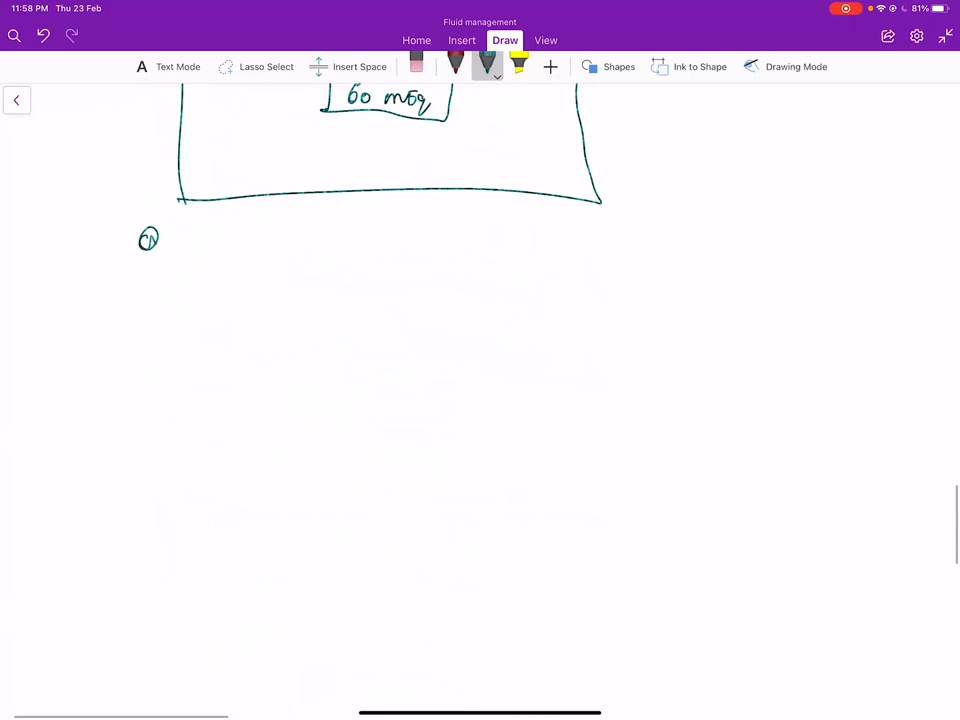 11:58 PM Thu 23 Feb
81%
Fluid management
Home Insert Draw View
A Text Mode Lasso Select Insert Space Shapes Ink to Shape Drawing Mode
60 mEq